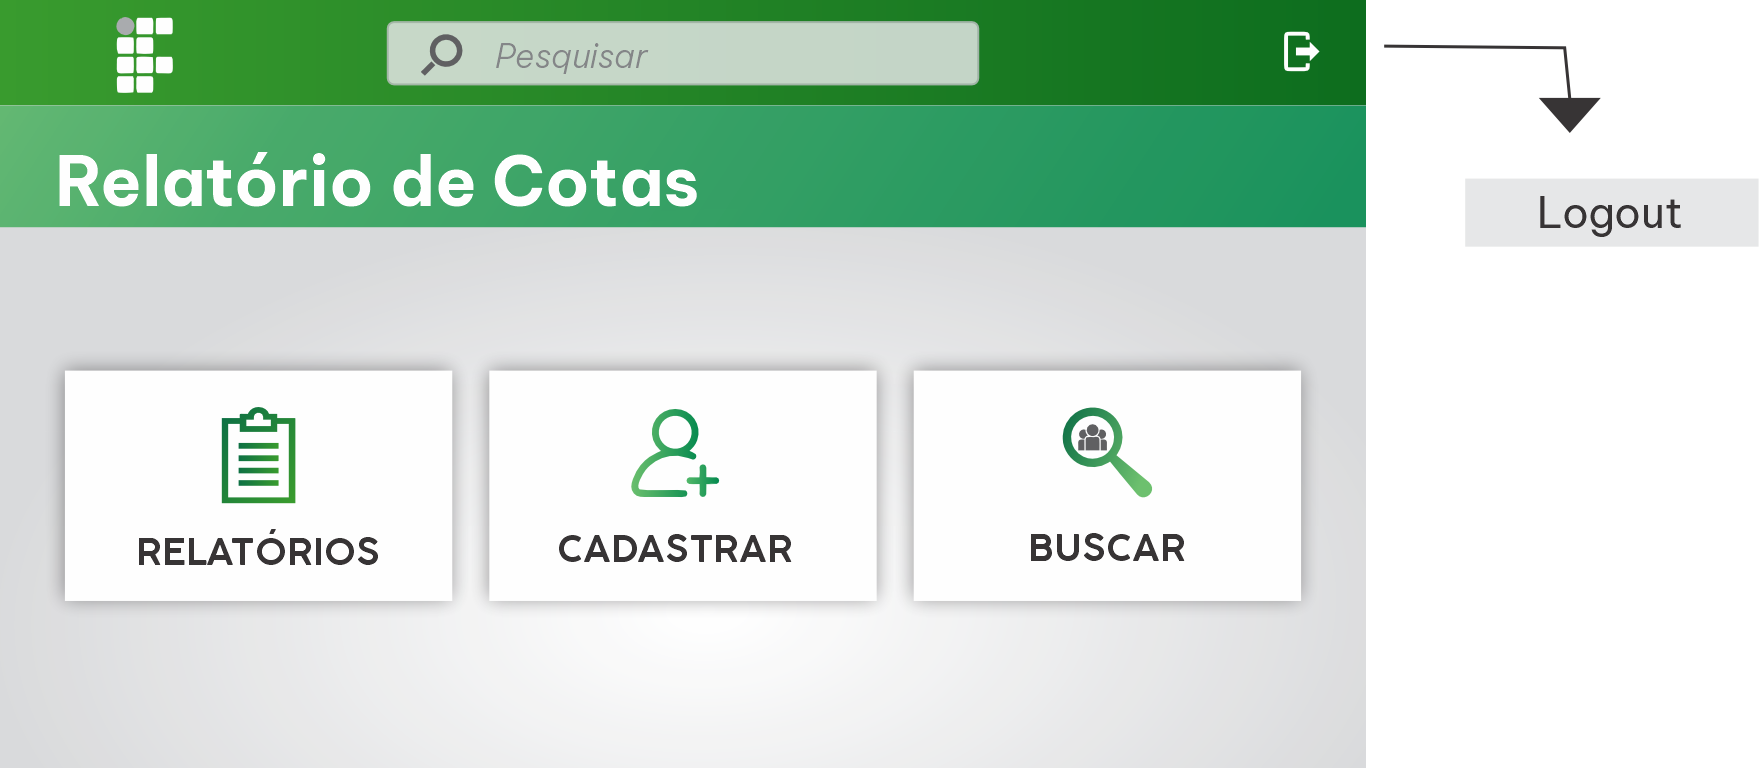 Pesquisar
Relatório de Cotas
Logout
RELATÓRIOS
CADASTRAR
BUSCAR